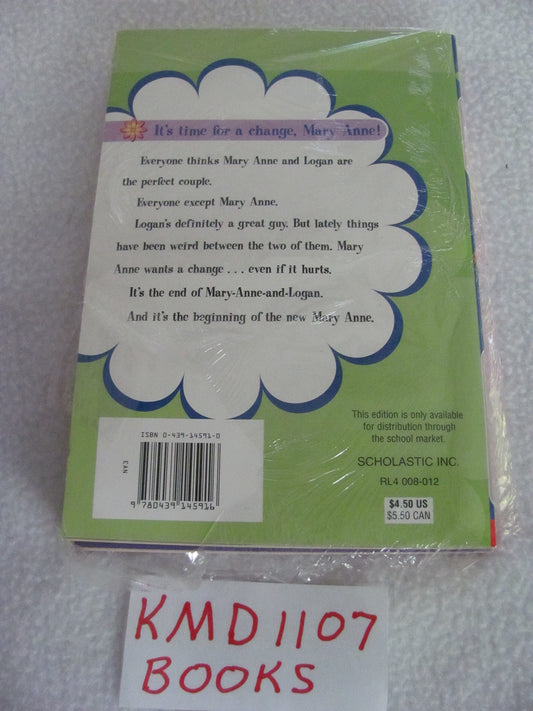 It's time for a change, Mary Anne!
Everyone thinks Mary Anne and Logan are
the perfect couple.
Everyone except Mary Anne.
Logan's definitely a great guy. But lately things
have been weird between the two of them. Mary
Anne wants a change . . . even if it hurts.
It's the end of Mary-Anne-and-Logan.
And it's the beginning of the new Mary Anne.
This edition is only available
for distribution through
the school market.
SCHOLASTIC INC.
RL4 008-012
$4.50 US
$5.50 CAN
ISBN 0-439-14591-0
EAN
9 780439 145916
KMD1107
BOOKS